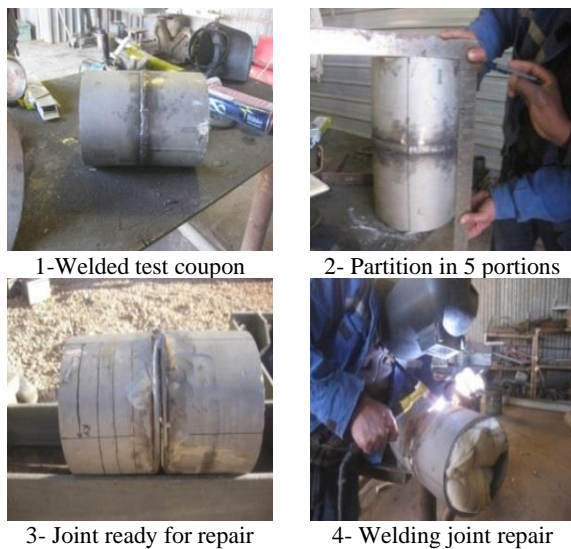 1-Welded test coupon
2- Partition in 5 portions
3- Joint ready for repair
4- Welding joint repair